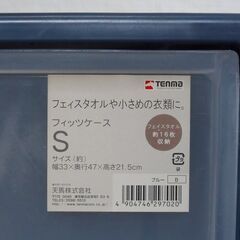 TENMA
フェイスタオルや小さめの衣類に。
フィッツケース
S
サイズ(約)
幅33×奥行47×高さ21.5cm
フェイスタオル
約16枚
収納
天馬株式会社
ブルー B
4 904746 297020